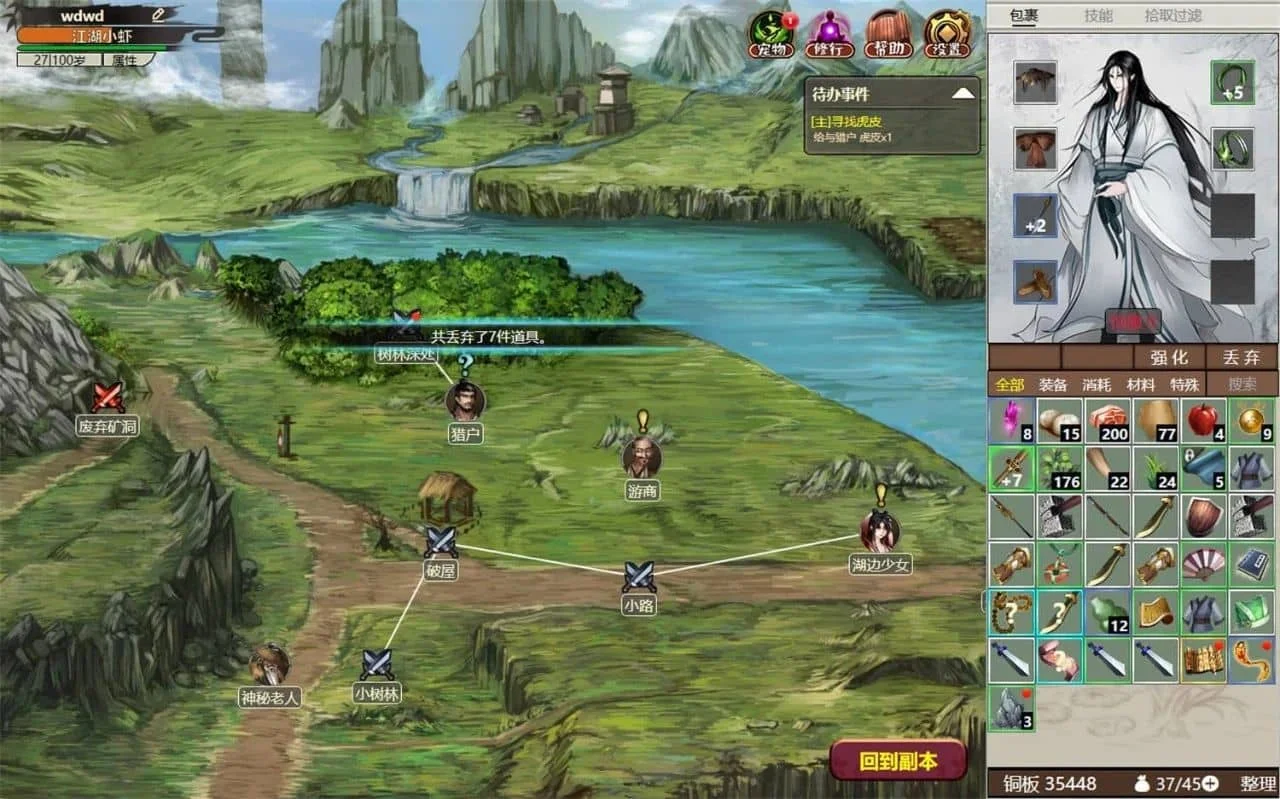 wdwd
江湖小虾
27|100岁
属性
1
宠物
修行
帮助
设置
待办事件
[主]寻找虎皮
给与猎户 虎皮x1
共丢弃了7件道具。
树林深处
?
猎户
废弃矿洞
游商
湖边少女
破屋
小路
神秘老人
小树林
回到副本
包裹
技能
拾取过滤
+5
+2
强化
丢弃
全部
装备
消耗
材料
特殊
搜索
8
15
200
77
4
9
+7
176
22
24
5
?
?
12
3
铜板 35448
37/45
整理